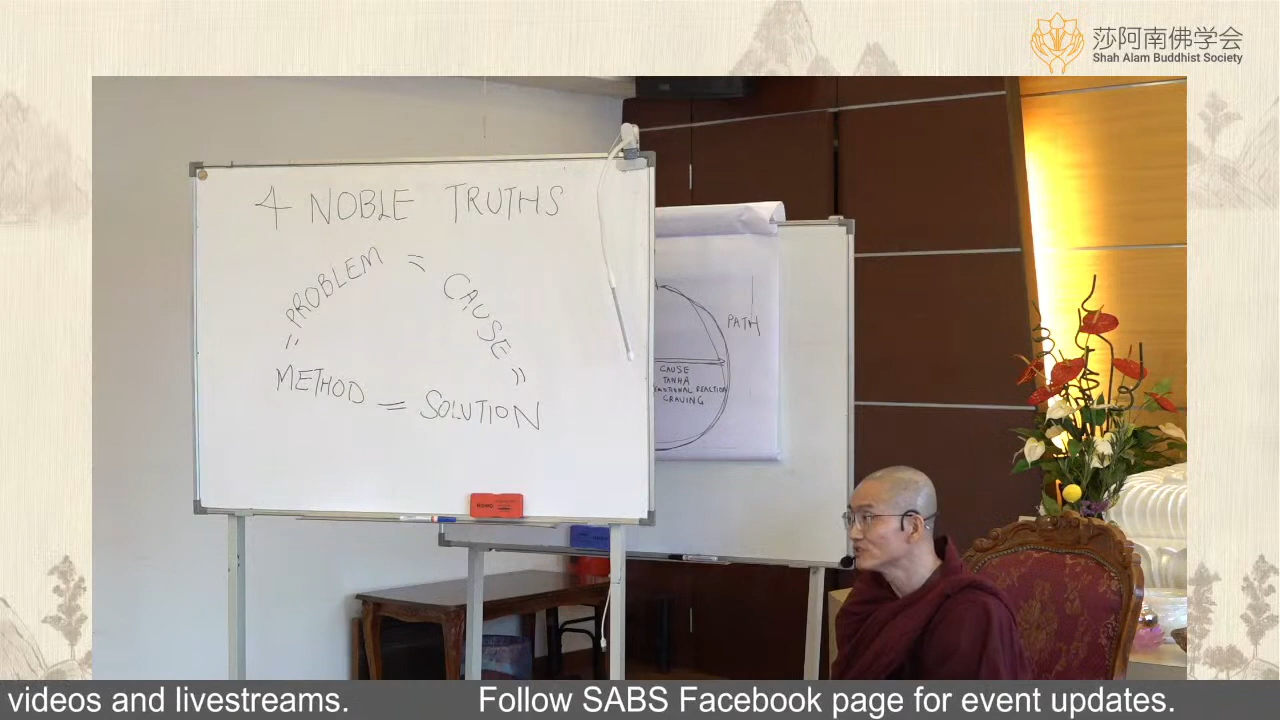 莎阿南佛学会
Shah Alam Buddhist Society
4 NOBLE TRUTHS
PROBLEM =
CAUSE =
SOLUTION =
METHOD =
PATH
CAUSE
TANHA
EMOTIONAL REACTION
CRAVING
videos and livestreams. Follow SABS Facebook page for event updates.